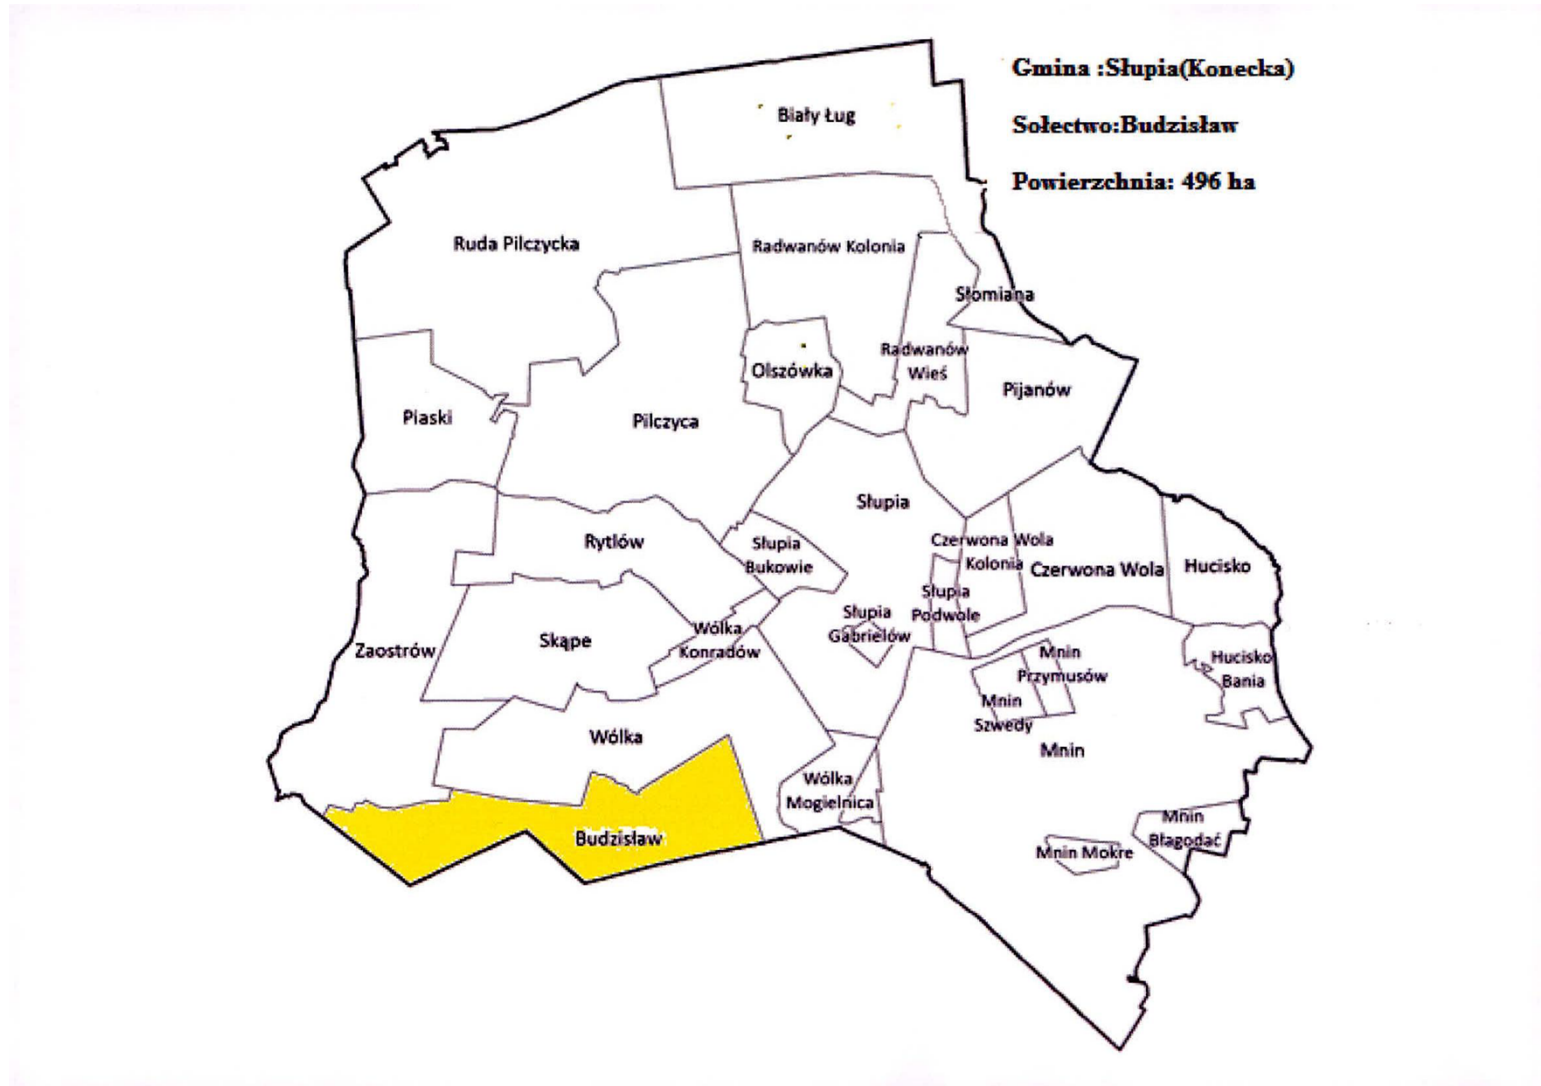 Gmina :Słupia(Konecka)
Sołectwo:Budzisław
Powierzchnia: 496 ha
Biały Ług
Ruda Pilczycka
Radwanów Kolonia
Słomiana
Radwanów
Wieś
Olszówka
Pijanów
Piaski
Pilczyca
Słupia
Rytlów
Słupia
Bukowie
Czerwona Wola
Kolonia
Czerwona Wola
Hucisko
Słupia
Podwole
Słupia
Gabrielów
Zaostrów
Skąpe
Wólka
Konradów
Mnin
Przymusów
Hucisko
Bania
Mnin
Szwedy
Wólka
Mnin
Wólka
Mogielnica
Budzisław
Mnin
Błagodać
Mnin Mokre